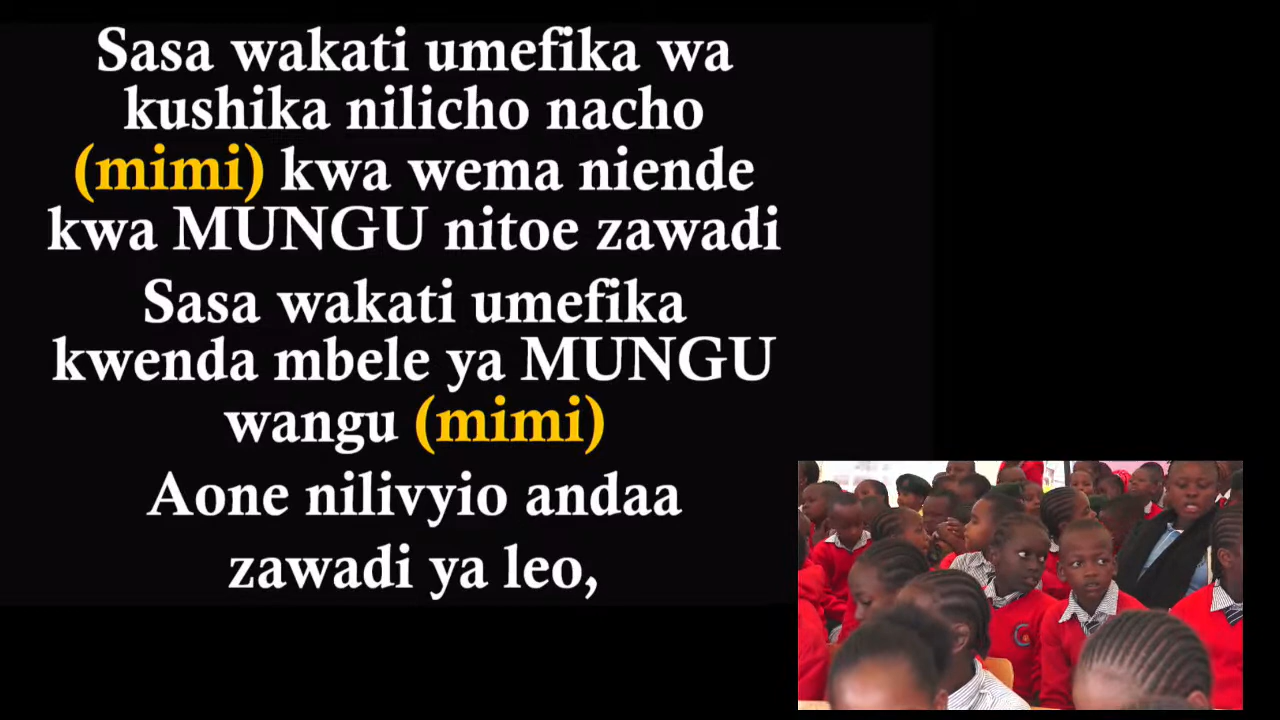 Sasa wakati umefika wa
kushika nilicho nacho
(mimi) kwa wema niende
kwa MUNGU nitoe zawadi
Sasa wakati umefika
kwenda mbele ya MUNGU
wangu (mimi)
Aone nilivyio andaa
zawadi ya leo,